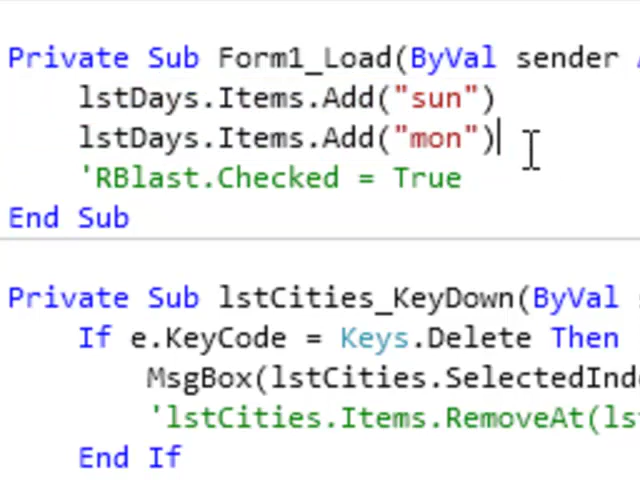 Private Sub Form1_Load(ByVal sender
lstDays.Items.Add("sun")
lstDays.Items.Add("mon")
'RBlast.Checked = True
End Sub
Private Sub lstCities_KeyDown(ByVal
If e.KeyCode = Keys.Delete Then
MsgBox(lstCities.SelectedInd
'lstCities.Items.RemoveAt(ls
End If